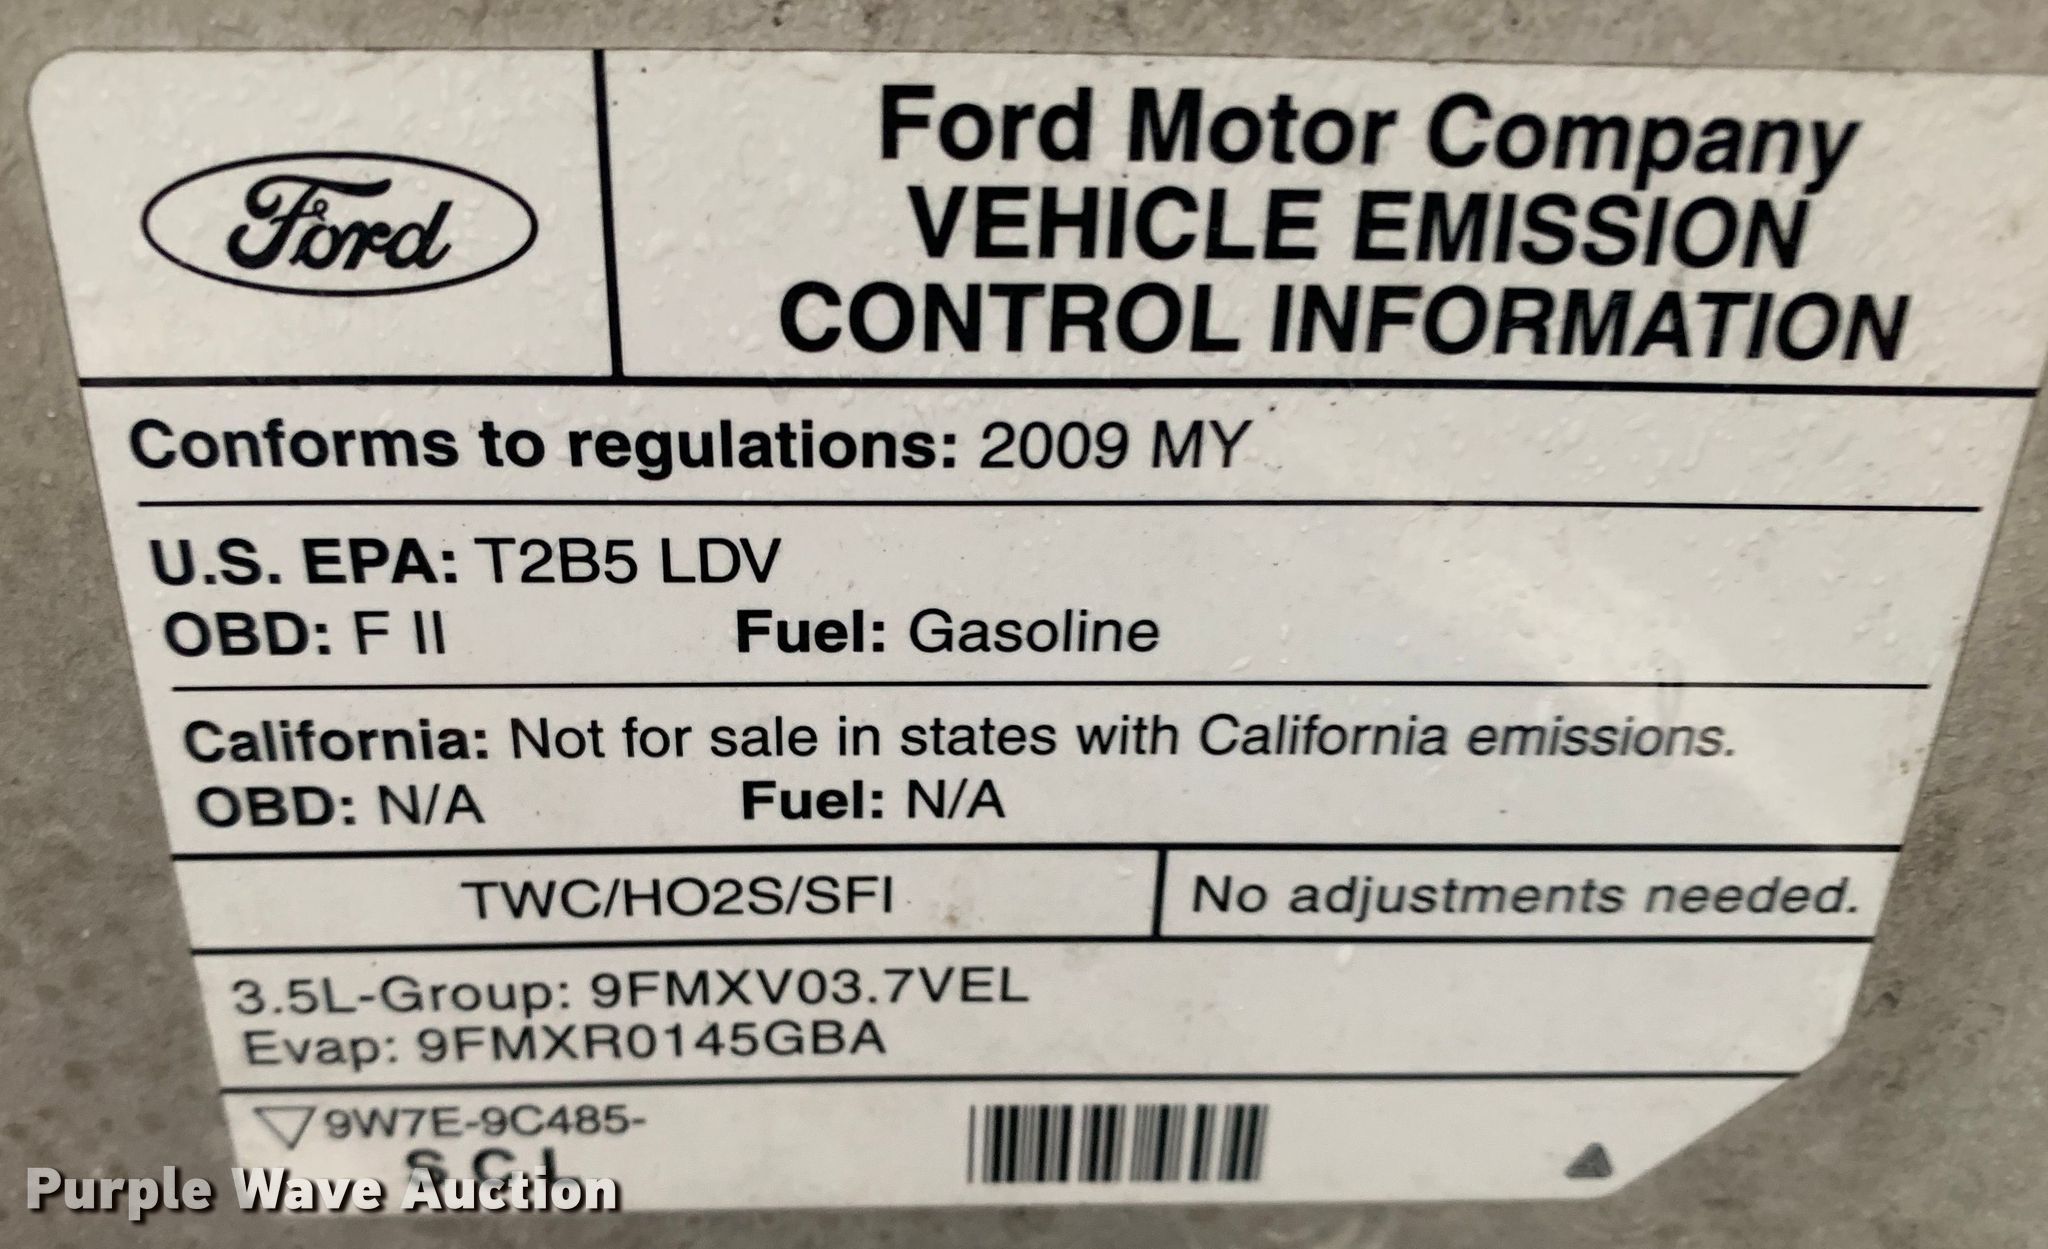 Ford
Ford Motor Company
VEHICLE EMISSION
CONTROL INFORMATION
Conforms to regulations: 2009 MY
U.S. EPA: T2B5 LDV
OBD: F II Fuel: Gasoline
California: Not for sale in states with California emissions.
OBD: N/A Fuel: N/A
TWC/HO2S/SFI No adjustments needed.
3.5L-Group: 9FMXV03.7VEL
Evap: 9FMXR0145GBA
9W7E-9C485-
Purple Wave Auction